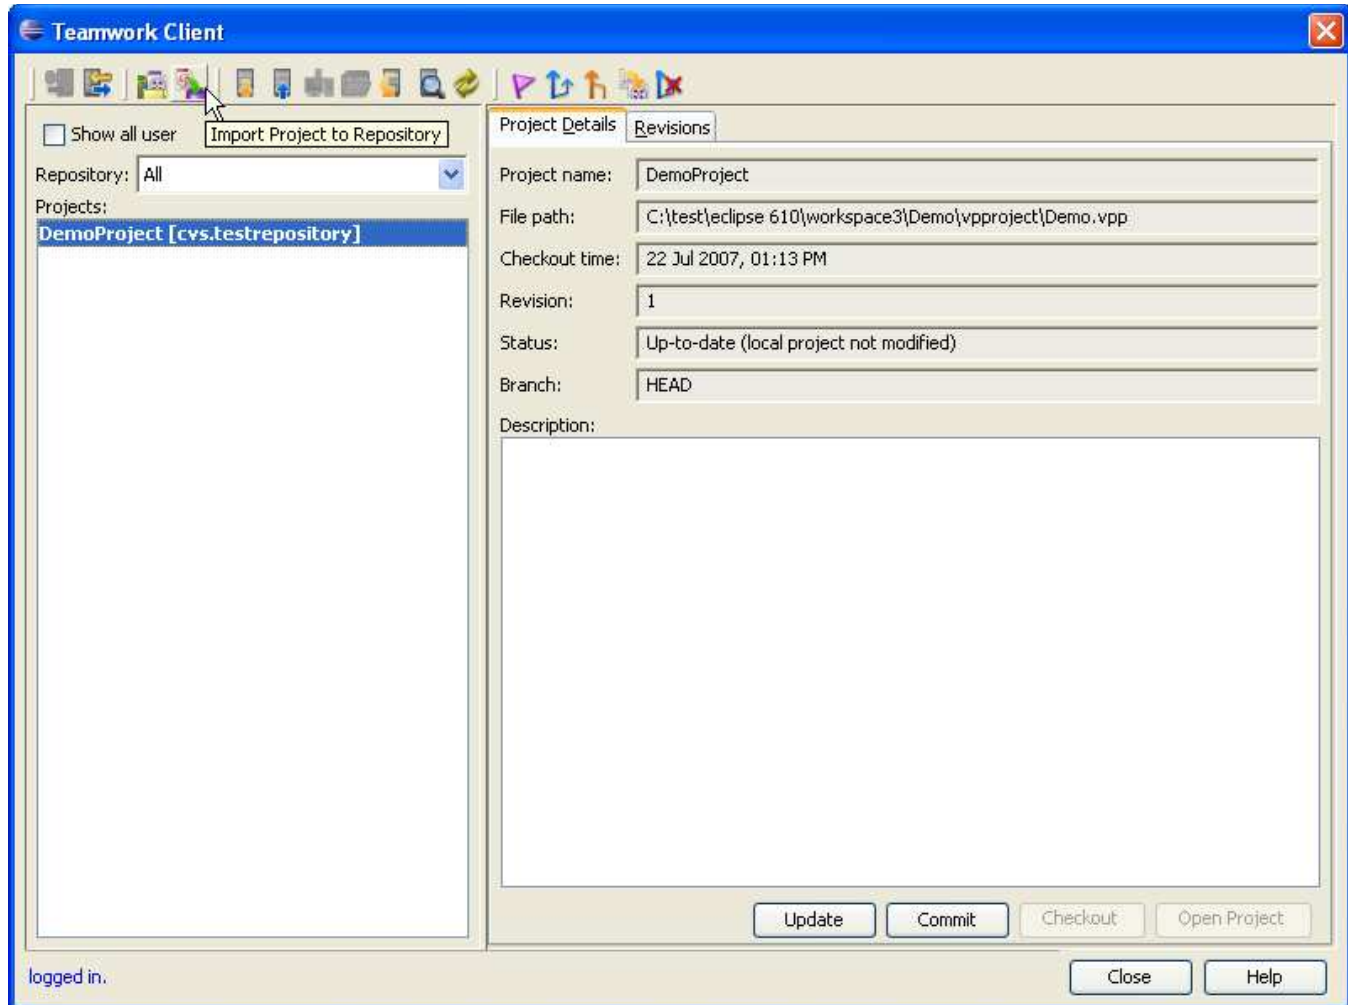 Teamwork Client
Show all user
Import Project to Repository
Repository: All
Projects:
DemoProject [cvs.testrepository]
Project Details Revisions
Project name: DemoProject
File path: C:\test\eclipse 610\workspace3\Demo\vpproject\Demo.vpp
Checkout time: 22 Jul 2007, 01:13 PM
Revision: 1
Status: Up-to-date (local project not modified)
Branch: HEAD
Description:
Update Commit Checkout Open Project
logged in.
Close Help